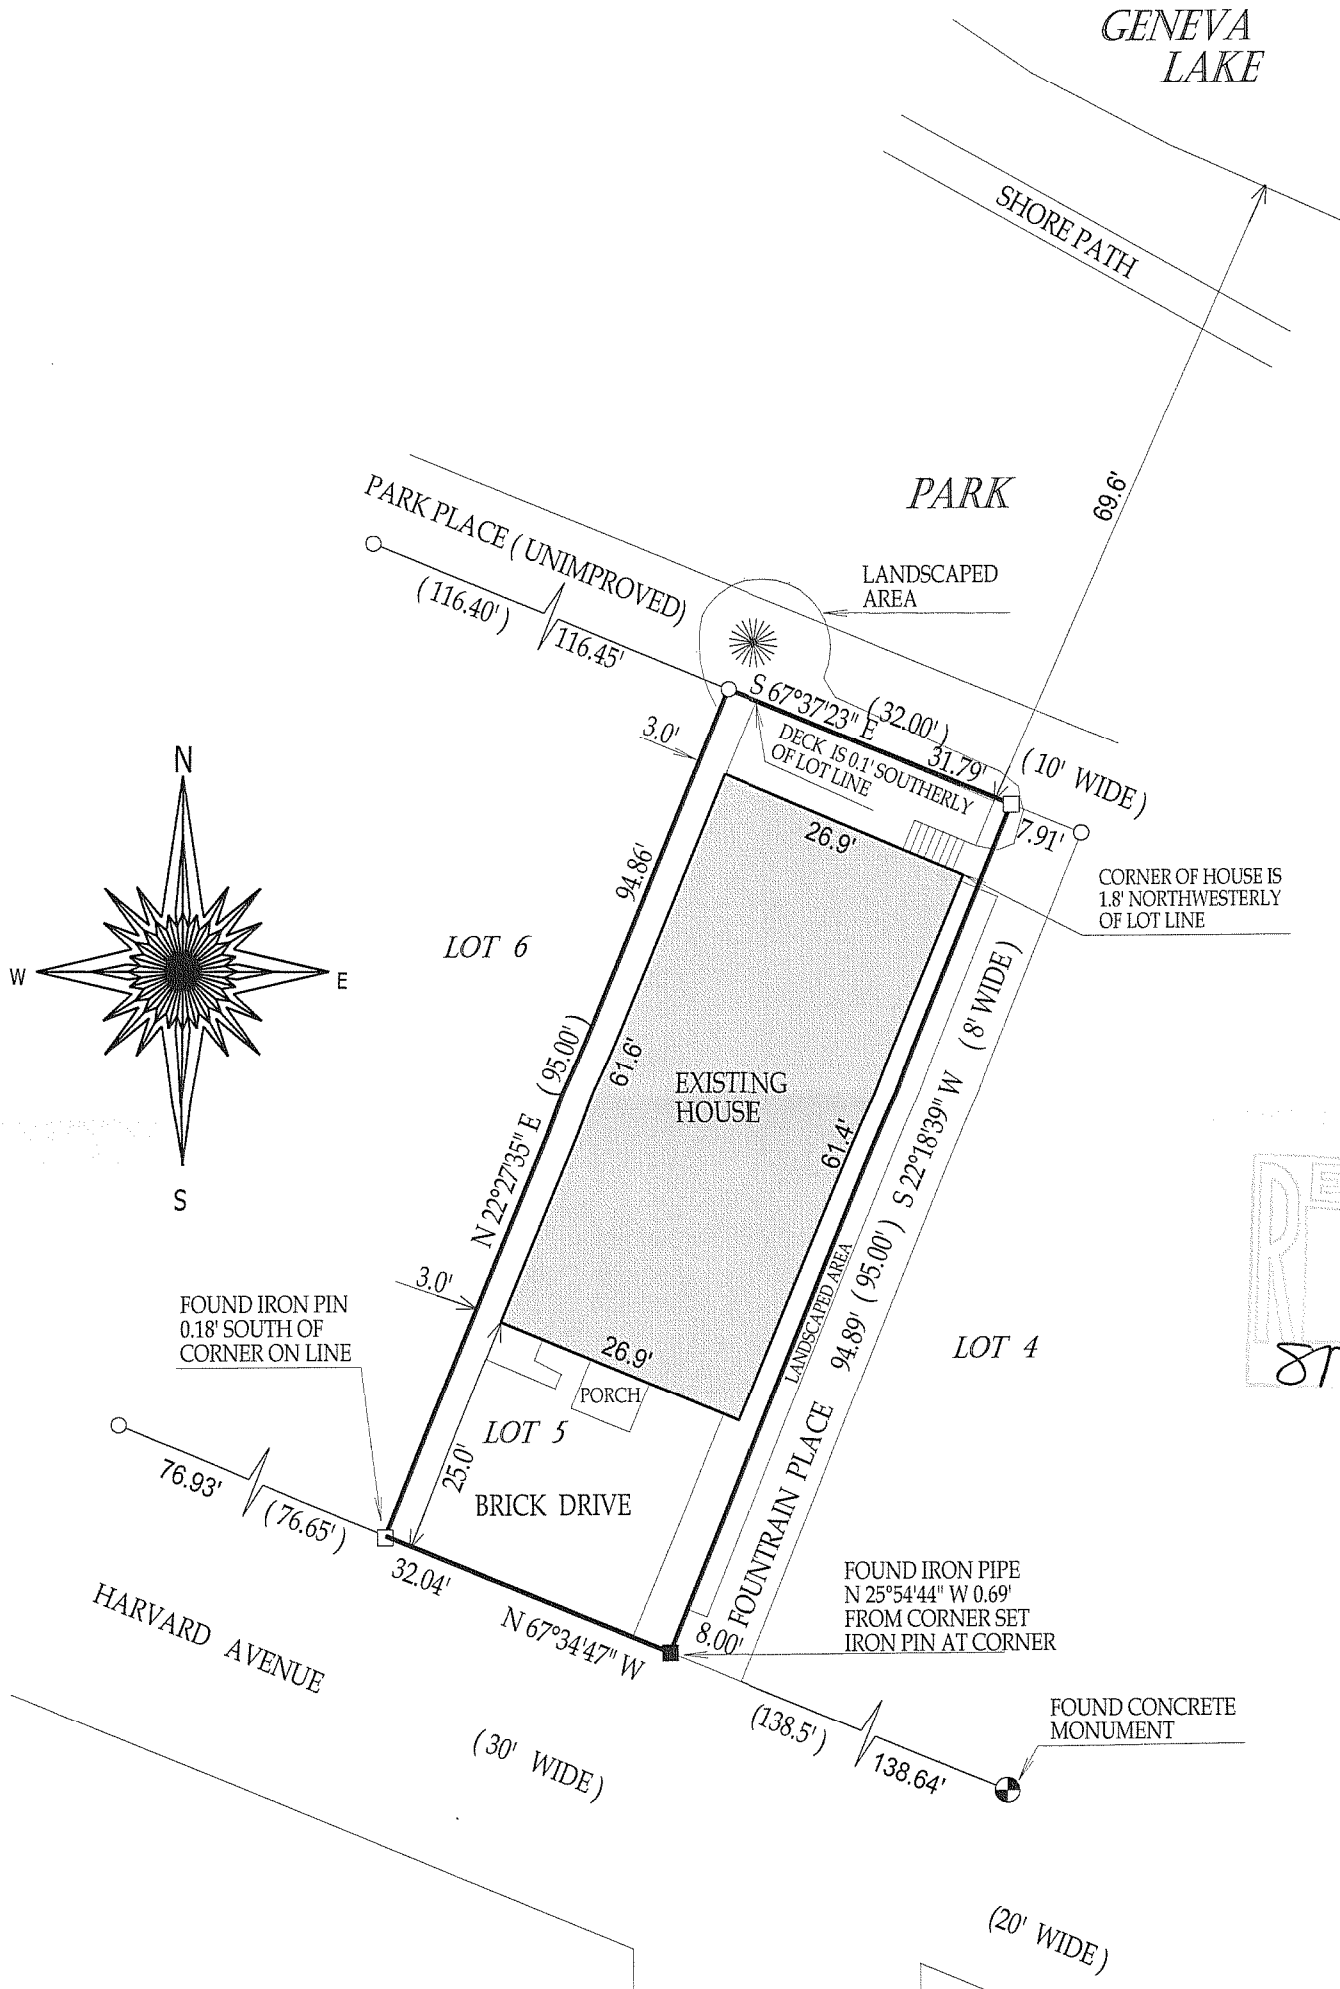 GENEVA
LAKE
SHORE PATH
69.6'
PARK
PARK PLACE ( UNIMPROVED)
( 116.40' )
116.45'
LANDSCAPED
AREA
S 67°37'23" E
(32.00')
31.79'
( 10' WIDE )
3.0'
DECK IS 0.1' SOUTHERLY
OF LOT LINE
7.91'
26.9'
CORNER OF HOUSE IS
1.8' NORTHWESTERLY
OF LOT LINE
N
W
E
S
94.86'
LOT 6
( 95.00' )
N 22°27'35" E
61.6'
EXISTING
HOUSE
61.4'
( 8' WIDE )
S 22°18'39" W
( 95.00' )
94.89'
LANDSCAPED AREA
FOUNTRAIN PLACE
LOT 4
3.0'
FOUND IRON PIN
0.18' SOUTH OF
CORNER ON LINE
26.9'
PORCH
LOT 5
25.0'
BRICK DRIVE
76.93'
( 76.65' )
32.04'
N 67°34'47" W
8.00'
FOUND IRON PIPE
N 25°54'44" W 0.69'
FROM CORNER SET
IRON PIN AT CORNER
HARVARD AVENUE
( 30' WIDE )
(138.5' )
138.64'
FOUND CONCRETE
MONUMENT
(20' WIDE )